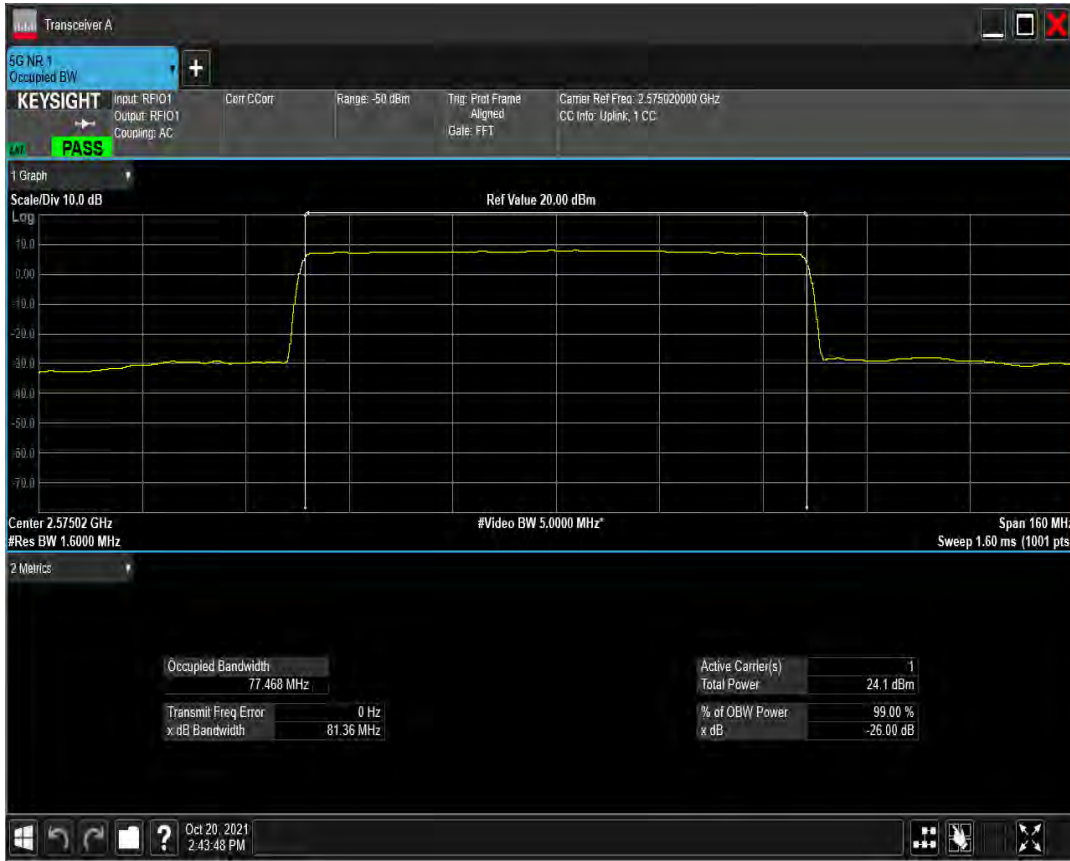 Transceiver A
5G NR 1
Occupied BW
+
KEYSIGHT
PASS
Input: RFIO1
Output: RFIO1
Coupling: AC
Corr CCorr
Range: -50 dBm
Trig: Prot Frame
Aligned
Gate: FFT
Carrier Ref Freq: 2.575020000 GHz
CC Info: Uplink, 1 CC
1 Graph
Scale/Div 10.0 dB
Ref Value 20.00 dBm
Log
10.0
0.00
-10.0
-20.0
-30.0
-40.0
-50.0
-60.0
-70.0
Center 2.57502 GHz
#Video BW 5.0000 MHz*
Span 160 MHz
#Res BW 1.6000 MHz
Sweep 1.60 ms (1001 pts
2 Metrics
Occupied Bandwidth
77.468 MHz
Transmit Freq Error 0 Hz
x dB Bandwidth 81.36 MHz
Active Carrier(s) 1
Total Power 24.1 dBm
% of OBW Power 99.00 %
x dB -26.00 dB
?
Oct 20, 2021
2:43:48 PM